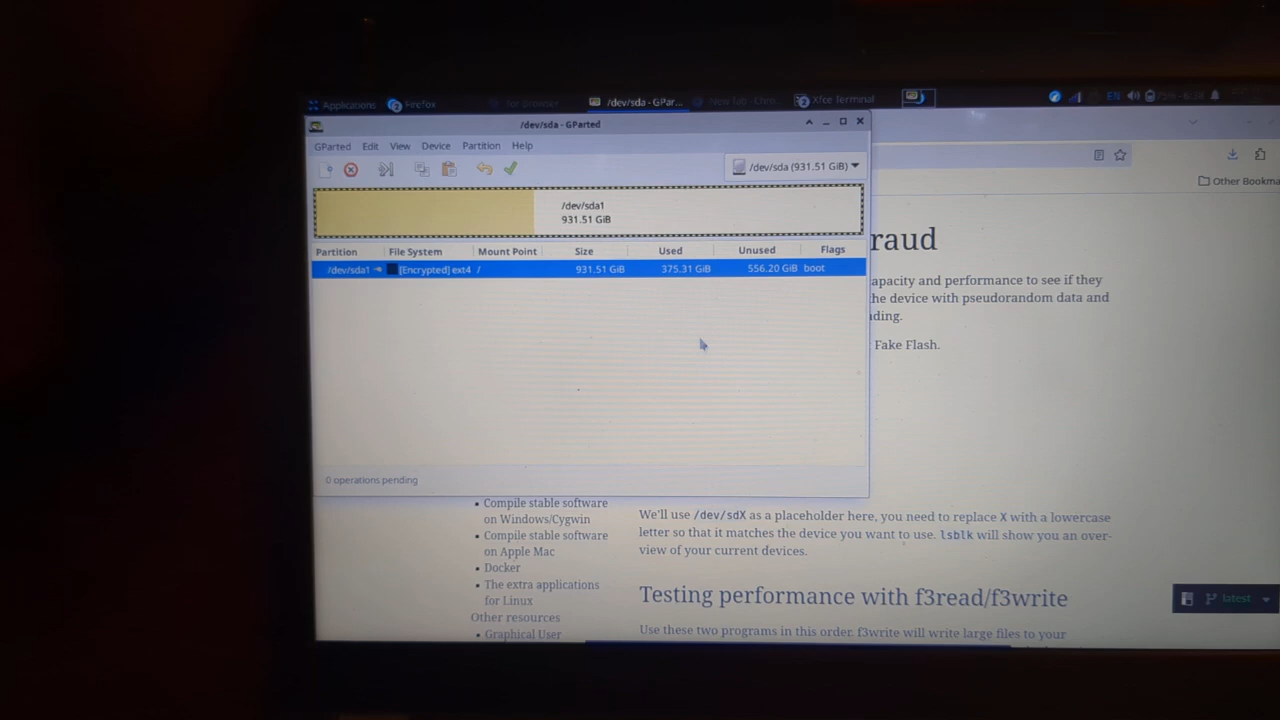 Applications
Firefox
Tor Browser
/dev/sda - GPar...
New Tab - Chro...
Xfce Terminal
EN
/dev/sda - GParted
GParted Edit View Device Partition Help
/dev/sda (931.51 GiB)
Other Bookma
/dev/sda1
931.51 GiB
Partition File System Mount Point Size Used Unused Flags
/dev/sda1 [Encrypted] ext4 / 931.51 GiB 375.31 GiB 556.20 GiB boot
0 operations pending
raud
apacity and performance to see if they
he device with pseudorandom data and
ding.
Fake Flash.
Compile stable software
on Windows/Cygwin
Compile stable software
on Apple Mac
Docker
The extra applications
for Linux
Other resources
Graphical User
We'll use /dev/sdX as a placeholder here, you need to replace X with a lowercase
letter so that it matches the device you want to use. lsblk will show you an over-
view of your current devices.
Testing performance with f3read/f3write
Use these two programs in this order. f3write will write large files to your
latest